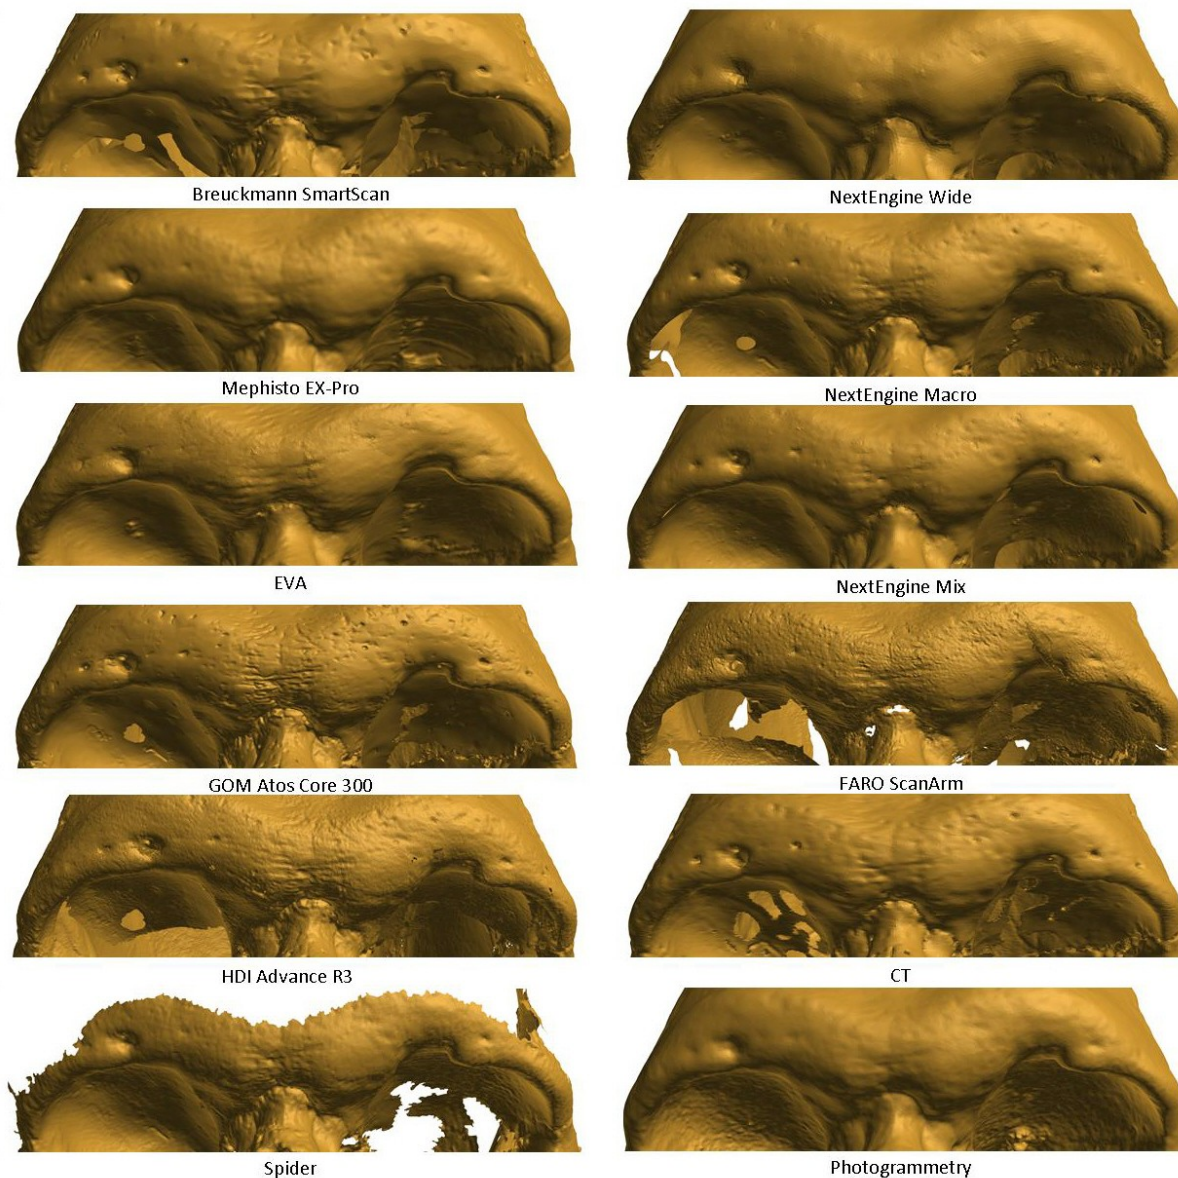 Breuckmann SmartScan
NextEngine Wide
Mephisto EX-Pro
NextEngine Macro
EVA
NextEngine Mix
GOM Atos Core 300
FARO ScanArm
HDI Advance R3
CT
Spider
Photogrammetry